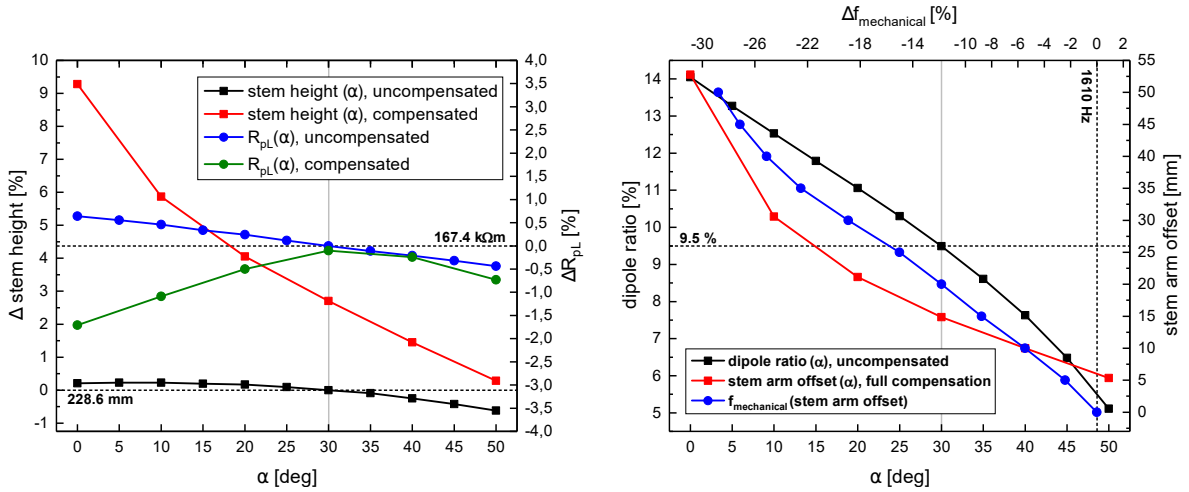 Δf_mechanical [%]
-30 -28 -26 -24 -22 -20 -18 -16 -14 -12 -10 -8 -6 -4 -2 0 1 2
10
9
8
7
6
5
4
3
2
1
0
-1
Δ stem height [%]
stem height (α), uncompensated
stem height (α), compensated
R_pL(α), uncompensated
R_pL(α), compensated
167.4 kΩm
228.6 mm
4,0
3,5
3,0
2,5
2,0
1,5
1,0
0,5
0,0
-0,5
-1,0
-1,5
-2,0
-2,5
-3,0
-3,5
-4,0
ΔR_pL [%]
0 5 10 15 20 25 30 35 40 45 50
α [deg]
14
13
12
11
10
9
8
7
6
5
dipole ratio [%]
1610 Hz
9.5 %
dipole ratio (α), uncompensated
stem arm offset (α), full compensation
f_mechanical (stem arm offset)
55
50
45
40
35
30
25
20
15
10
5
0
stem arm offset [mm]
0 5 10 15 20 25 30 35 40 45 50
α [deg]